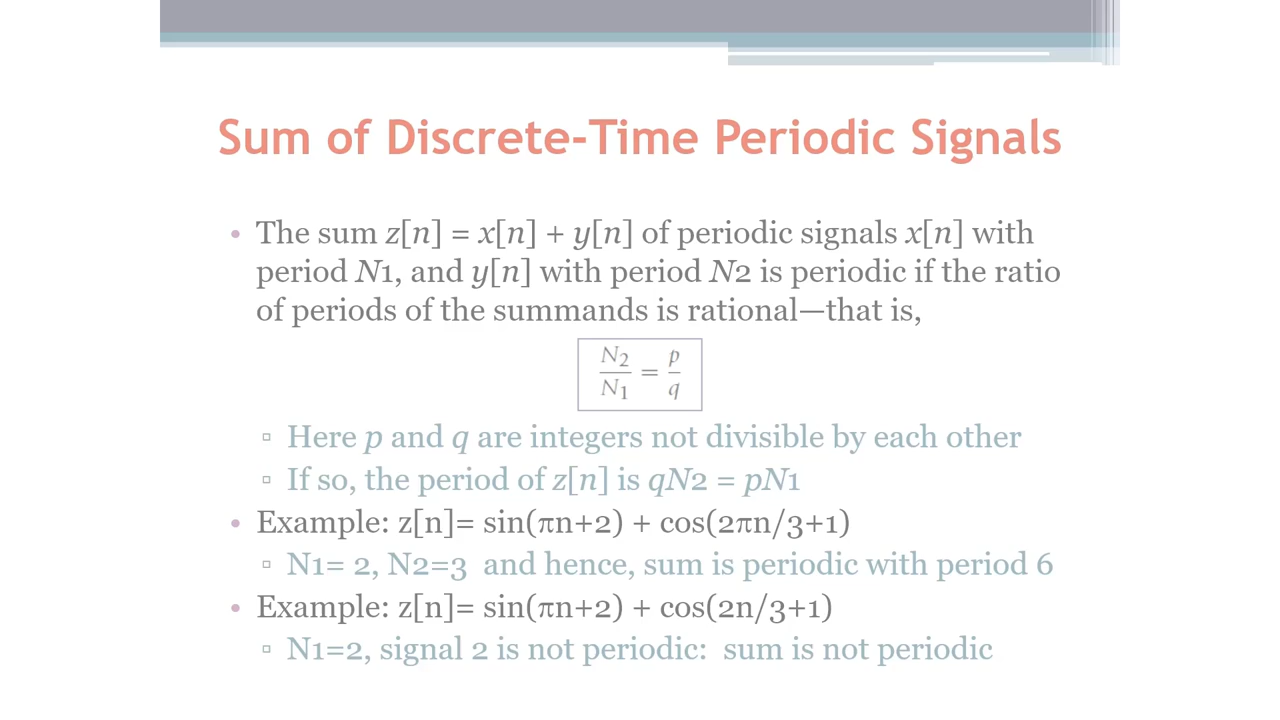 Sum of Discrete-Time Periodic Signals
• The sum z[n] = x[n] + y[n] of periodic signals x[n] with
period N1, and y[n] with period N2 is periodic if the ratio
of periods of the summands is rational—that is,
N₂/N₁ = p/q
▫ Here p and q are integers not divisible by each other
▫ If so, the period of z[n] is qN2 = pN1
• Example: z[n]= sin(πn+2) + cos(2πn/3+1)
▫ N1= 2, N2=3 and hence, sum is periodic with period 6
• Example: z[n]= sin(πn+2) + cos(2n/3+1)
▫ N1=2, signal 2 is not periodic: sum is not periodic